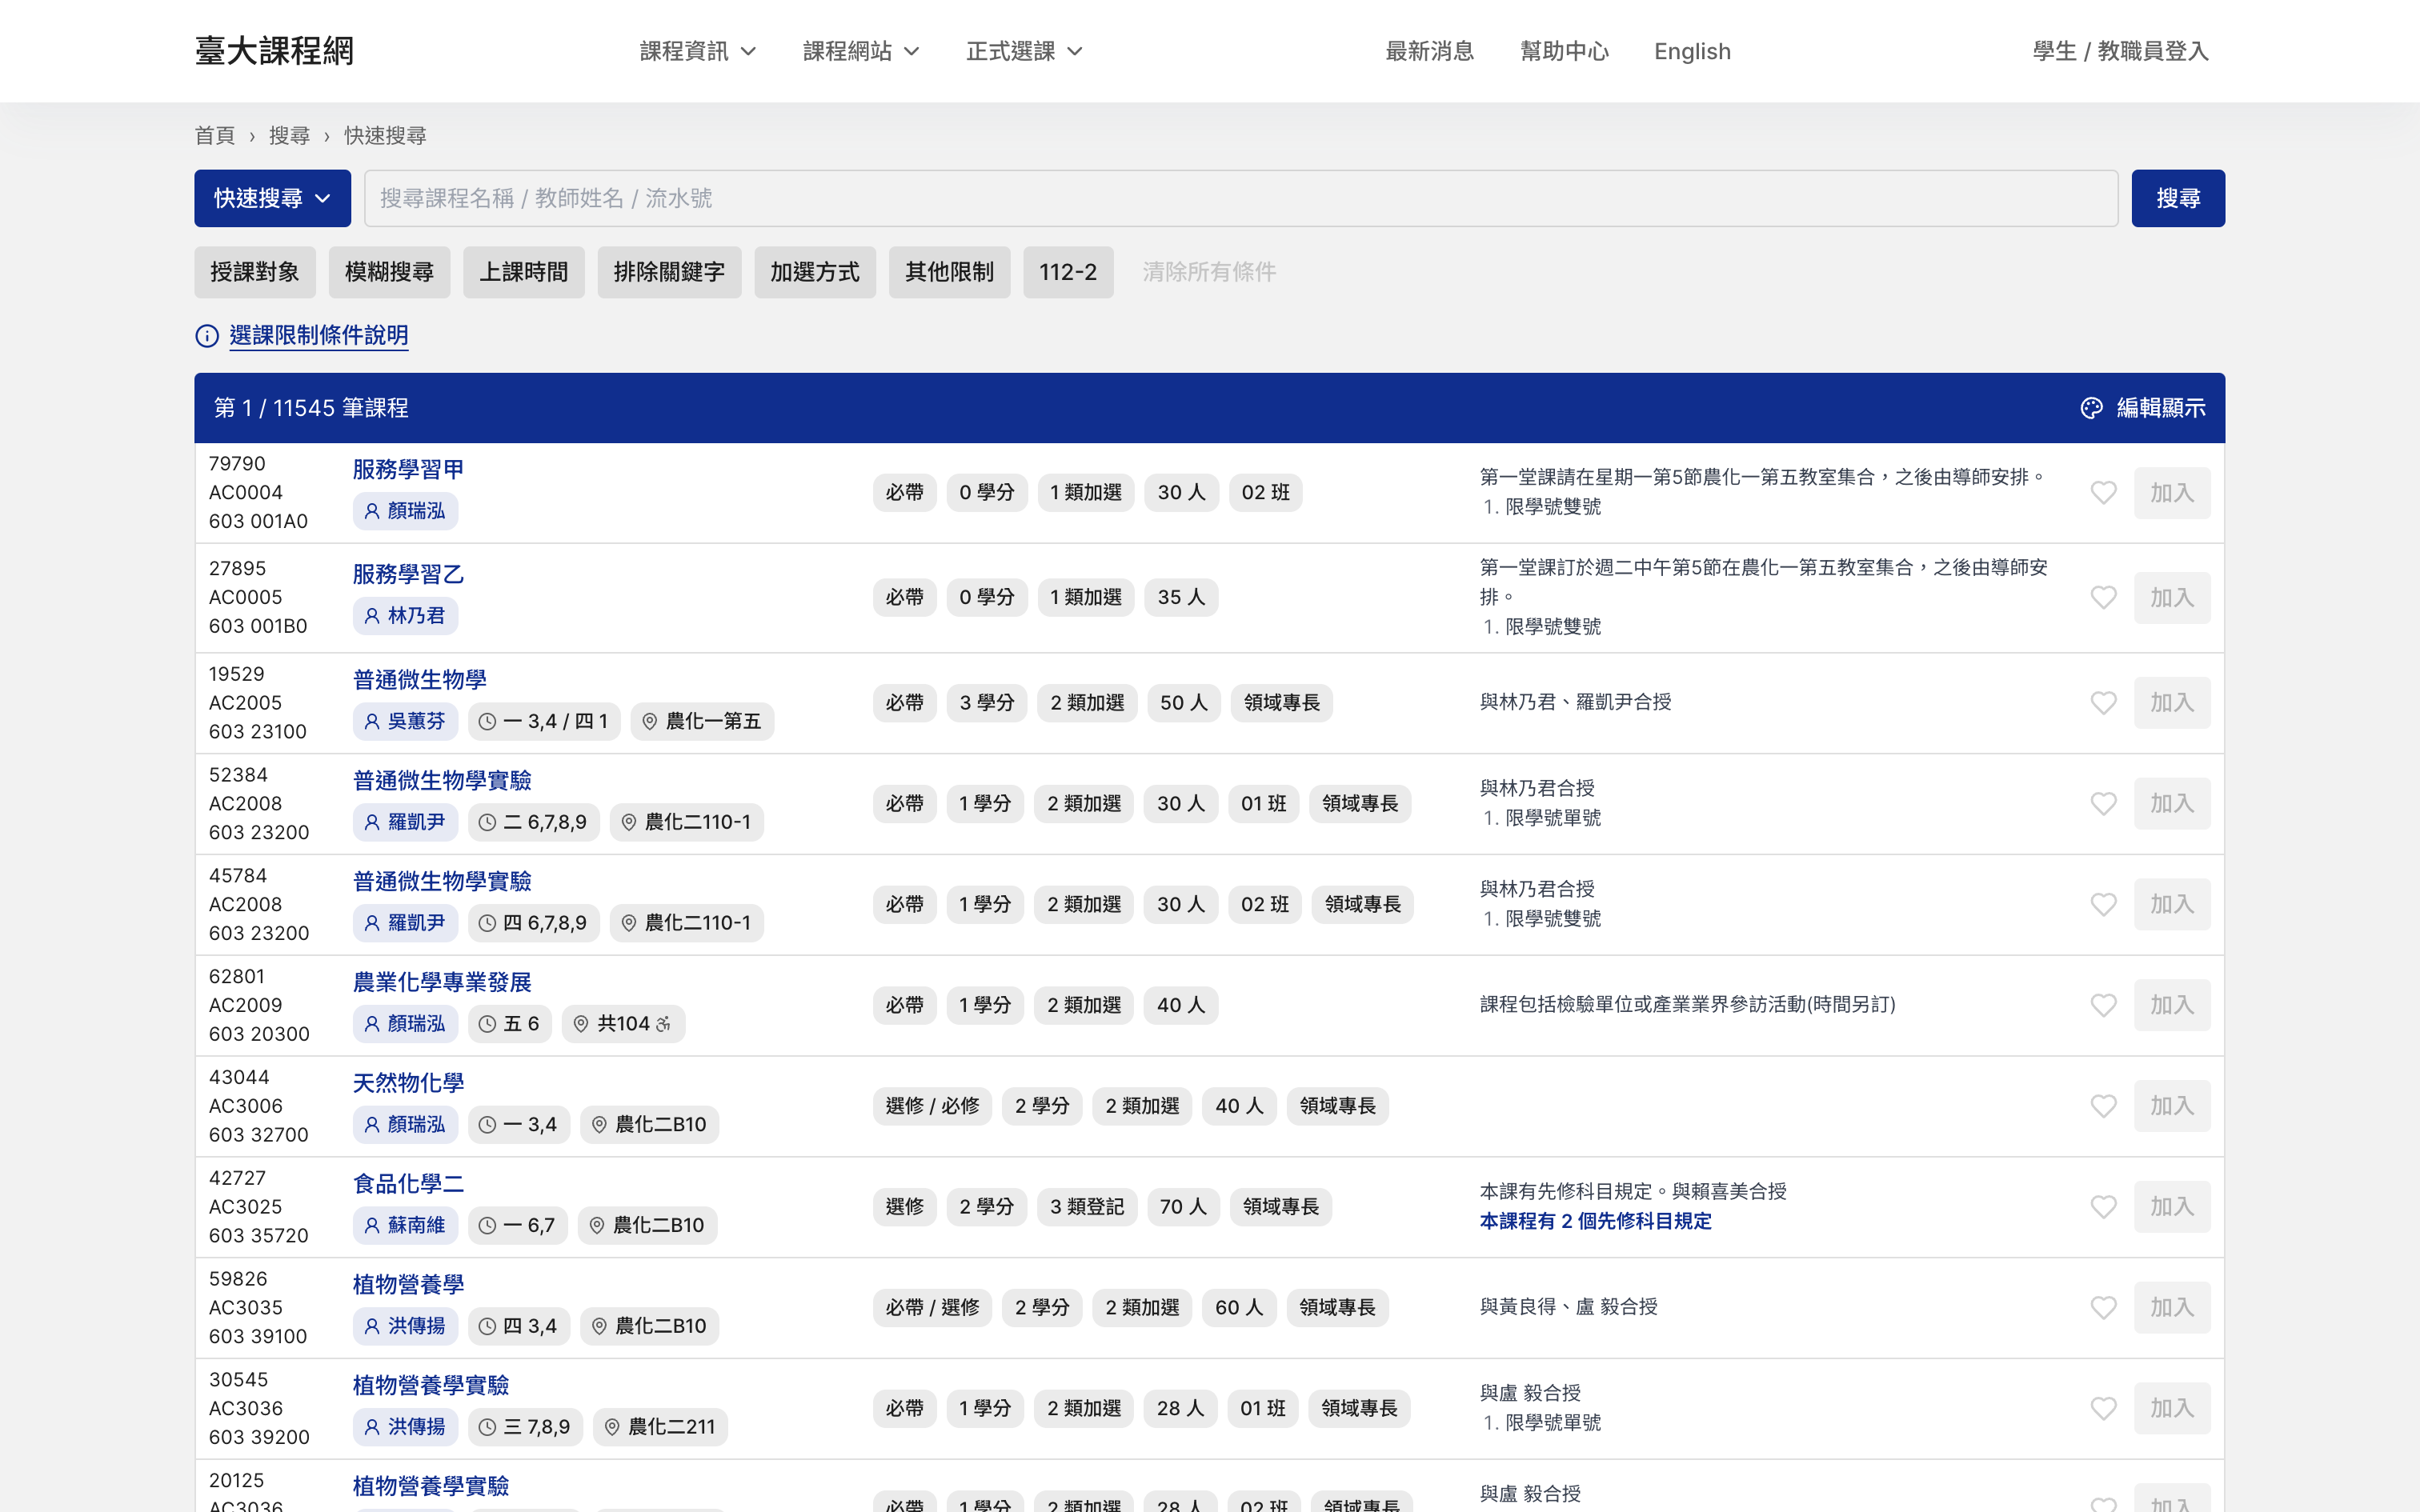 臺大課程網 課程資訊 課程網站 正式選課 最新消息 幫助中心 English 學生 / 教職員登入
首頁 › 搜尋 › 快速搜尋
快速搜尋 搜尋課程名稱 / 教師姓名 / 流水號 搜尋
授課對象 模糊搜尋 上課時間 排除關鍵字 加選方式 其他限制 112-2 清除所有條件
選課限制條件說明
第 1 / 11545 筆課程 編輯顯示
79790
AC0004
603 001A0
服務學習甲
顏瑞泓
必帶 0 學分 1 類加選 30 人 02 班
第一堂課請在星期一第5節農化一第五教室集合，之後由導師安排。
1. 限學號雙號
加入
27895
AC0005
603 001B0
服務學習乙
林乃君
必帶 0 學分 1 類加選 35 人
第一堂課訂於週二中午第5節在農化一第五教室集合，之後由導師安
排。
1. 限學號雙號
加入
19529
AC2005
603 23100
普通微生物學
吳蕙芬 一 3,4 / 四 1 農化一第五
必帶 3 學分 2 類加選 50 人 領域專長
與林乃君、羅凱尹合授
加入
52384
AC2008
603 23200
普通微生物學實驗
羅凱尹 二 6,7,8,9 農化二110-1
必帶 1 學分 2 類加選 30 人 01 班 領域專長
與林乃君合授
1. 限學號單號
加入
45784
AC2008
603 23200
普通微生物學實驗
羅凱尹 四 6,7,8,9 農化二110-1
必帶 1 學分 2 類加選 30 人 02 班 領域專長
與林乃君合授
1. 限學號雙號
加入
62801
AC2009
603 20300
農業化學專業發展
顏瑞泓 五 6 共104
必帶 1 學分 2 類加選 40 人
課程包括檢驗單位或產業業界參訪活動(時間另訂)
加入
43044
AC3006
603 32700
天然物化學
顏瑞泓 一 3,4 農化二B10
選修 / 必修 2 學分 2 類加選 40 人 領域專長
加入
42727
AC3025
603 35720
食品化學二
蘇南維 一 6,7 農化二B10
選修 2 學分 3 類登記 70 人 領域專長
本課有先修科目規定。與賴喜美合授
本課程有 2 個先修科目規定
加入
59826
AC3035
603 39100
植物營養學
洪傳揚 四 3,4 農化二B10
必帶 / 選修 2 學分 2 類加選 60 人 領域專長
與黃良得、盧 毅合授
加入
30545
AC3036
603 39200
植物營養學實驗
洪傳揚 三 7,8,9 農化二211
必帶 1 學分 2 類加選 28 人 01 班 領域專長
與盧 毅合授
1. 限學號單號
加入
20125
AC3036
植物營養學實驗
必帶 1 學分 2 類加選 28 人 02 班 領域專長
與盧 毅合授
加入